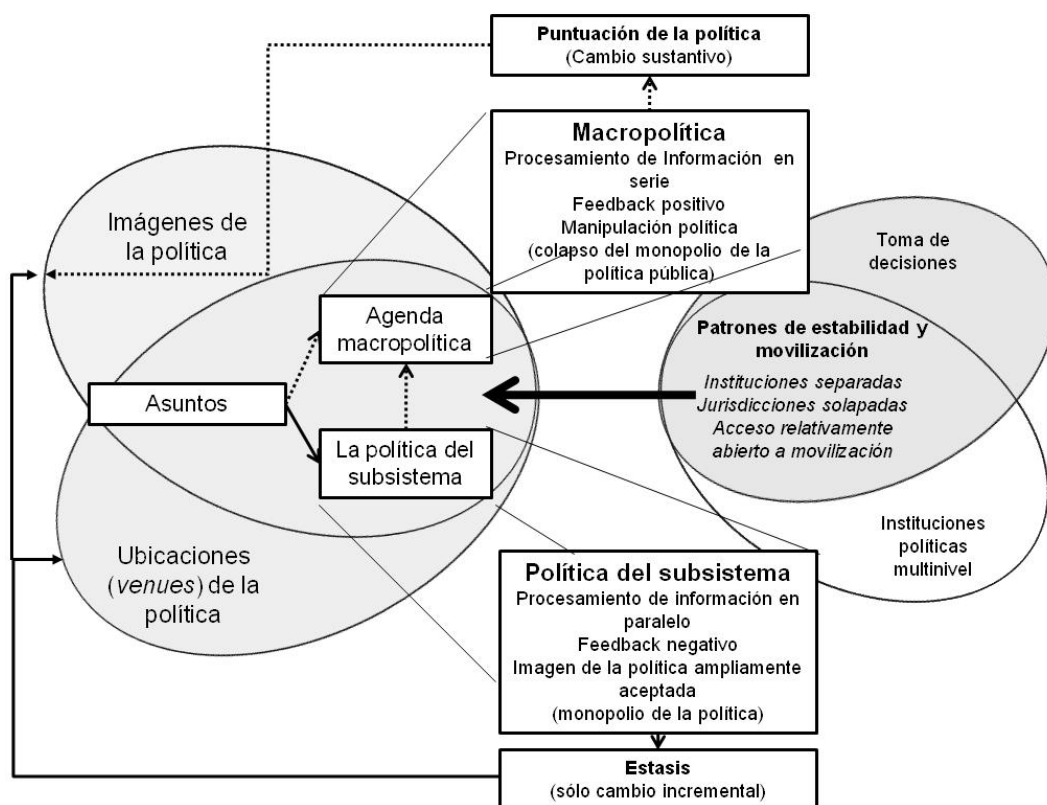 Puntuación de la política
(Cambio sustantivo)
Macropolítica
Procesamiento de Información en
serie
Feedback positivo
Manipulación política
(colapso del monopolio de la
política pública)
Imágenes de
la política
Agenda
macropolítica
Asuntos
La política del
subsistema
Ubicaciones
(venues) de la
política
Toma de
decisiones
Patrones de estabilidad y
movilización
Instituciones separadas
Jurisdicciones solapadas
Acceso relativamente
abierto a movilización
Instituciones
políticas
multinivel
Política del subsistema
Procesamiento de información en
paralelo
Feedback negativo
Imagen de la política ampliamente
aceptada
(monopolio de la política)
Estasis
(sólo cambio incremental)